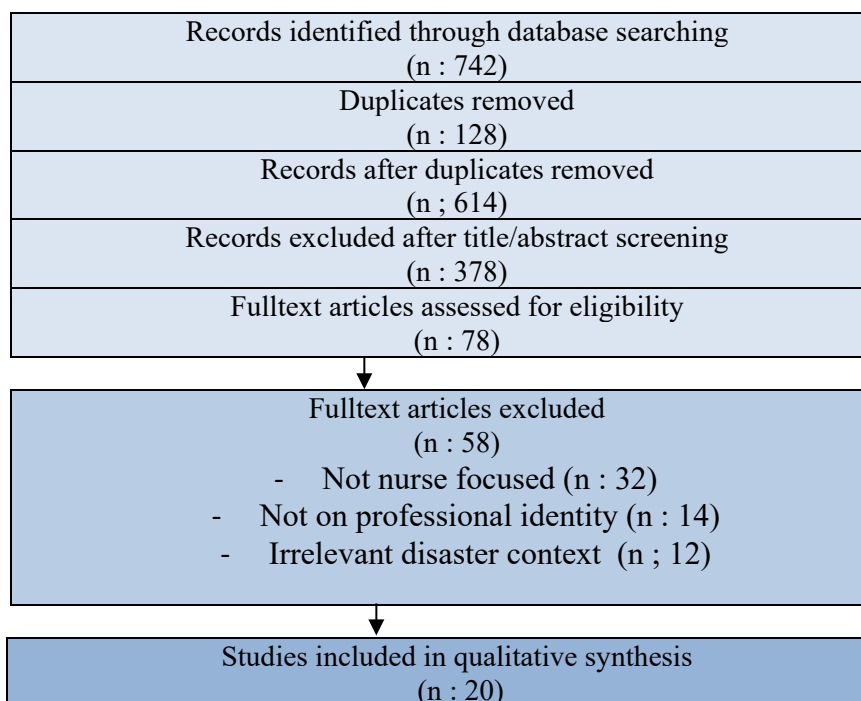 Records identified through database searching
(n : 742)
Duplicates removed
(n : 128)
Records after duplicates removed
(n ; 614)
Records excluded after title/abstract screening
(n : 378)
Fulltext articles assessed for eligibility
(n : 78)
Fulltext articles excluded
(n : 58)
- Not nurse focused (n : 32)
- Not on professional identity (n : 14)
- Irrelevant disaster context (n ; 12)
Studies included in qualitative synthesis
(n : 20)